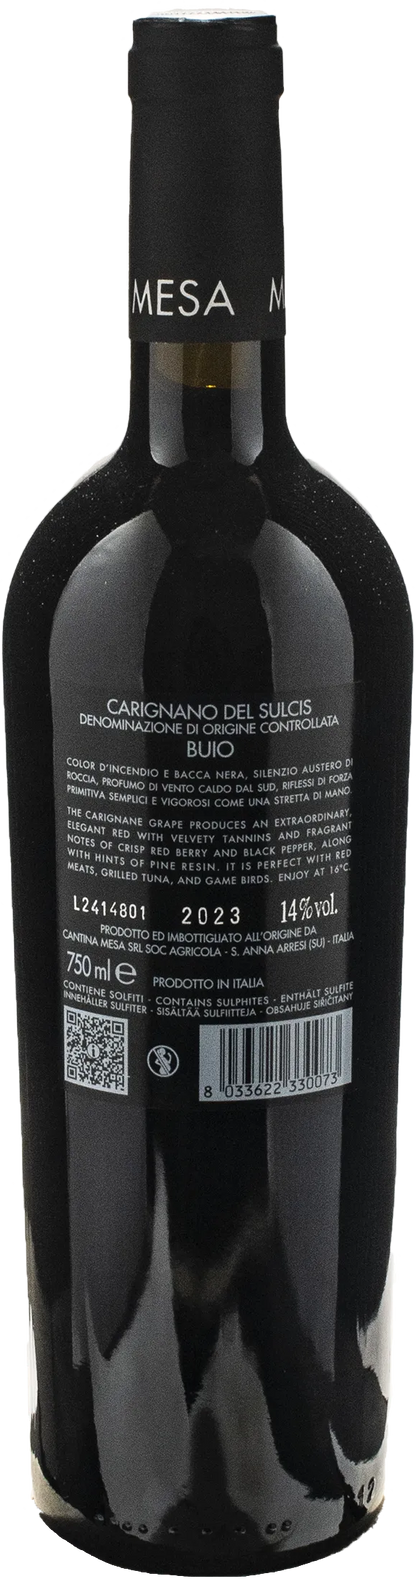 MESA M
CARIGNANO DEL SULCIS
DENOMINAZIONE DI ORIGINE CONTROLLATA
BUIO
COLOR D'INCENDIO E BACCA NERA, SILENZIO AUSTERO DI
ROCCIA, PROFUMO DI VENTO CALDO DAL SUD, RIFLESSI DI FORZA
PRIMITIVA SEMPLICI E VIGOROSI COME UNA STRETTA DI MANO.
THE CARIGNANE GRAPE PRODUCES AN EXTRAORDINARY,
ELEGANT RED WITH VELVETY TANNINS AND FRAGRANT
NOTES OF CRISP RED BERRY AND BLACK PEPPER, ALONG
WITH HINTS OF PINE RESIN. IT IS PERFECT WITH RED
MEATS, GRILLED TUNA, AND GAME BIRDS. ENJOY AT 16°C.
L2414801 2023 14%vol.
PRODOTTO ED IMBOTTIGLIATO ALL'ORIGINE DA
CANTINA MESA SRL SOC AGRICOLA - S. ANNA ARRESI (SU) - ITALIA
750 ml e PRODOTTO IN ITALIA
CONTIENE SOLFITI - CONTAINS SULPHITES - ENTHÄLT SULFITE
INNEHÅLLER SULFITER - SISÄLTÄÄ SULFIITTEJA - OBSAHUJE SIŘIČITANY
8 033622 330073